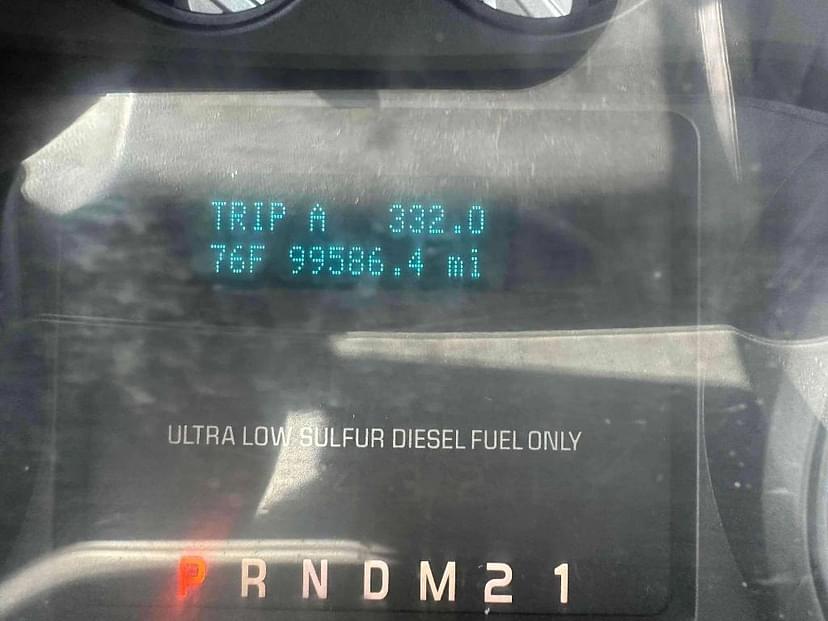 TRIP A 332.0
76F 99586.4 mi
ULTRA LOW SULFUR DIESEL FUEL ONLY
P R N D M 2 1